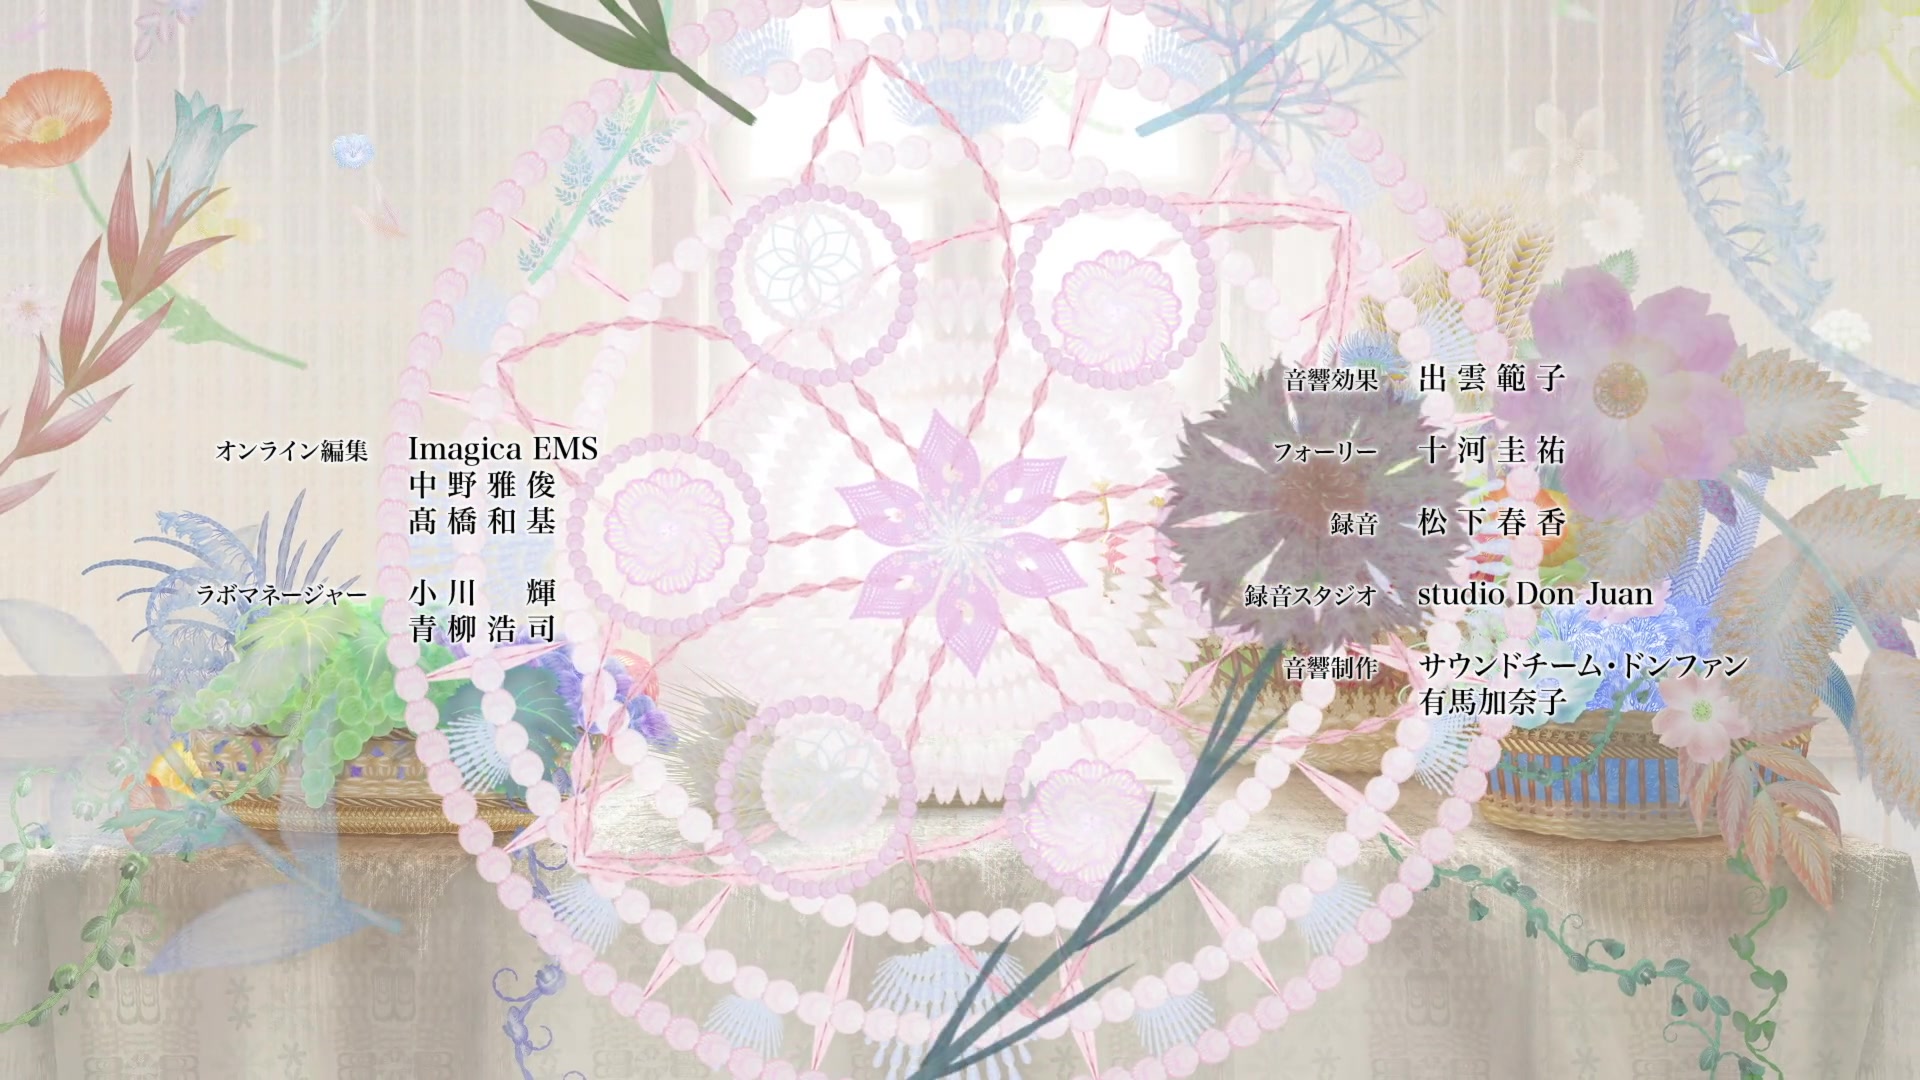 オンライン編集 Imagica EMS
中野雅俊
髙橋和基
ラボマネージャー 小川 輝
青柳浩司
音響効果 出雲範子
フォーリー 十河圭祐
録音 松下春香
録音スタジオ studio Don Juan
音響制作 サウンドチーム・ドンファン
有馬加奈子